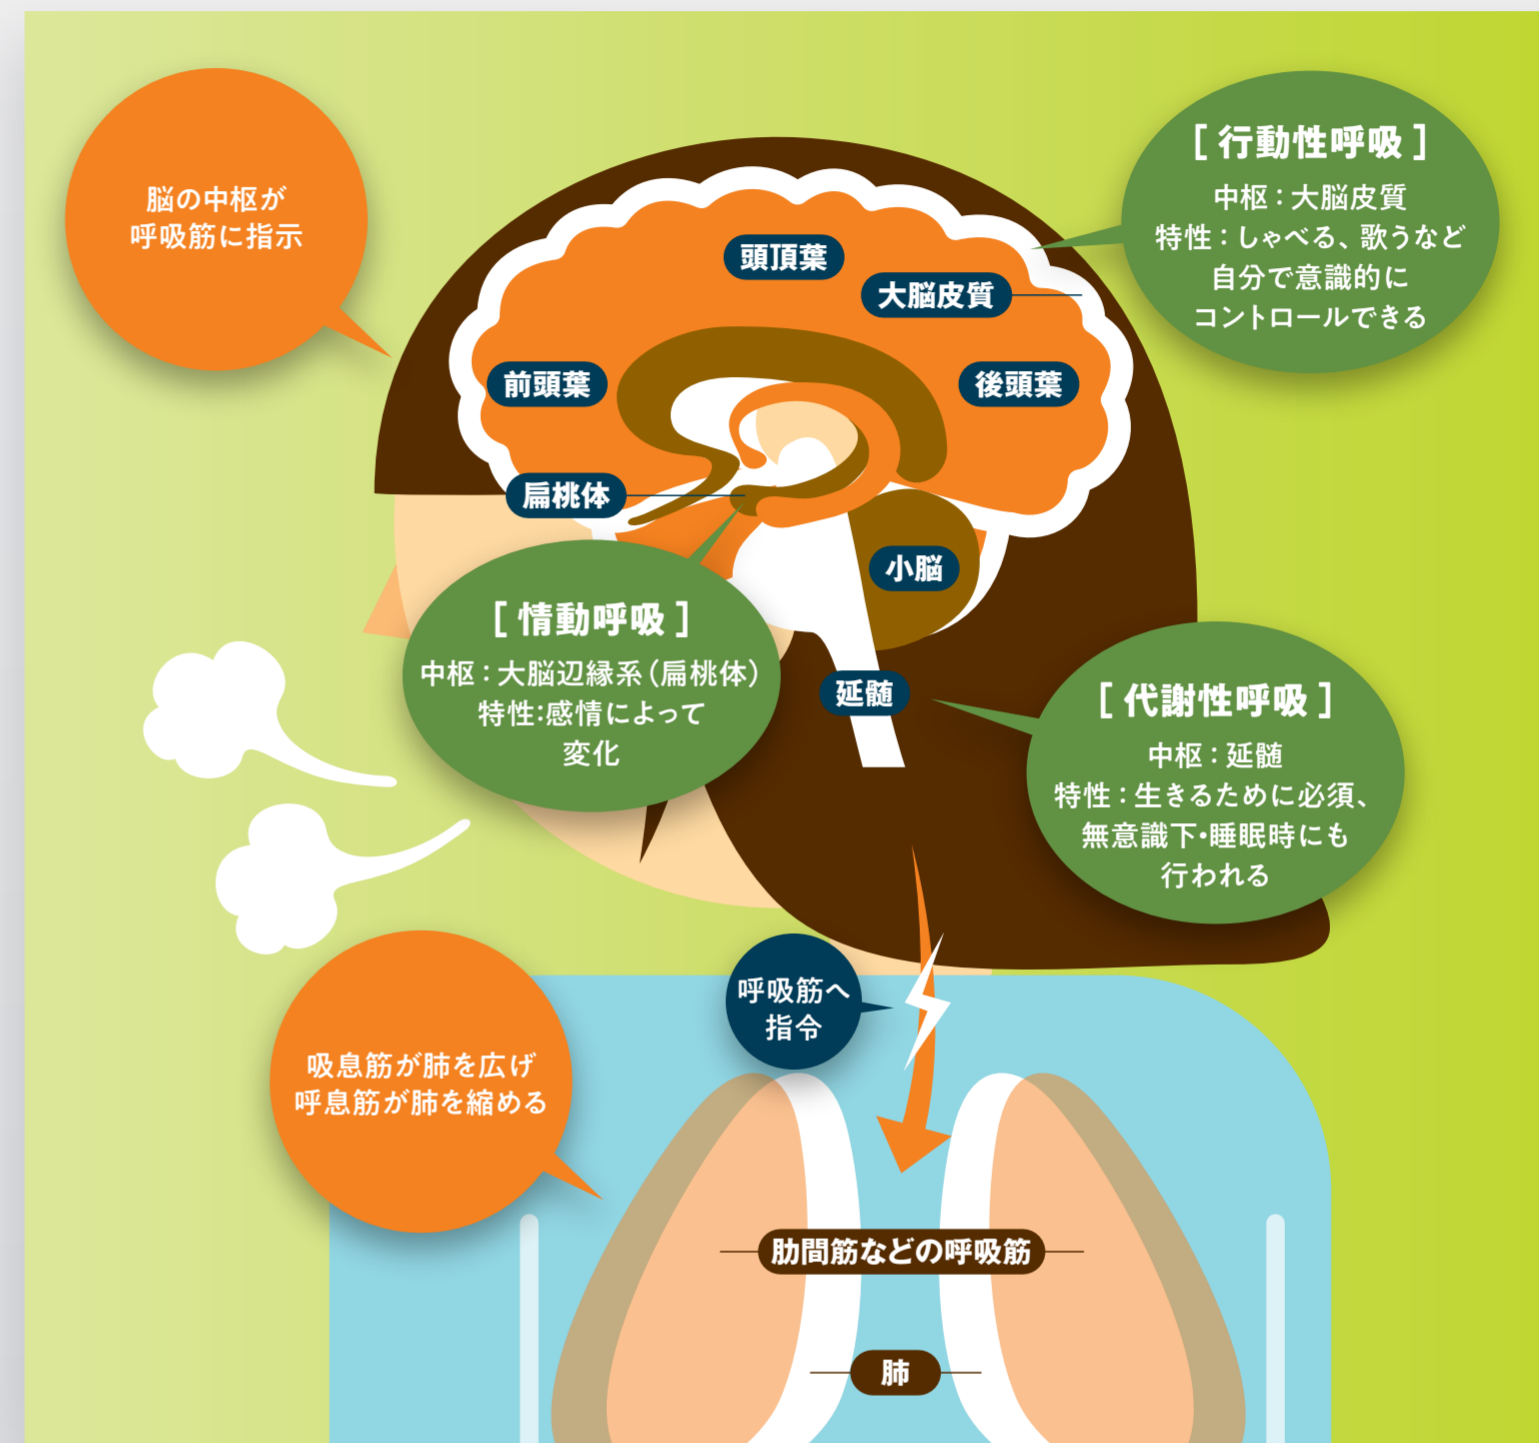 脳の中枢が
呼吸筋に指示
[ 行動性呼吸 ]
中枢：大脳皮質
特性：しゃべる、歌うなど
自分で意識的に
コントロールできる
頭頂葉
大脳皮質
前頭葉
後頭葉
扁桃体
小脳
[ 情動呼吸 ]
中枢：大脳辺縁系（扁桃体）
特性：感情によって
変化
延髄
[ 代謝性呼吸 ]
中枢：延髄
特性：生きるために必須、
無意識下・睡眠時にも
行われる
呼吸筋へ
指令
吸息筋が肺を広げ
呼息筋が肺を縮める
肋間筋などの呼吸筋
肺